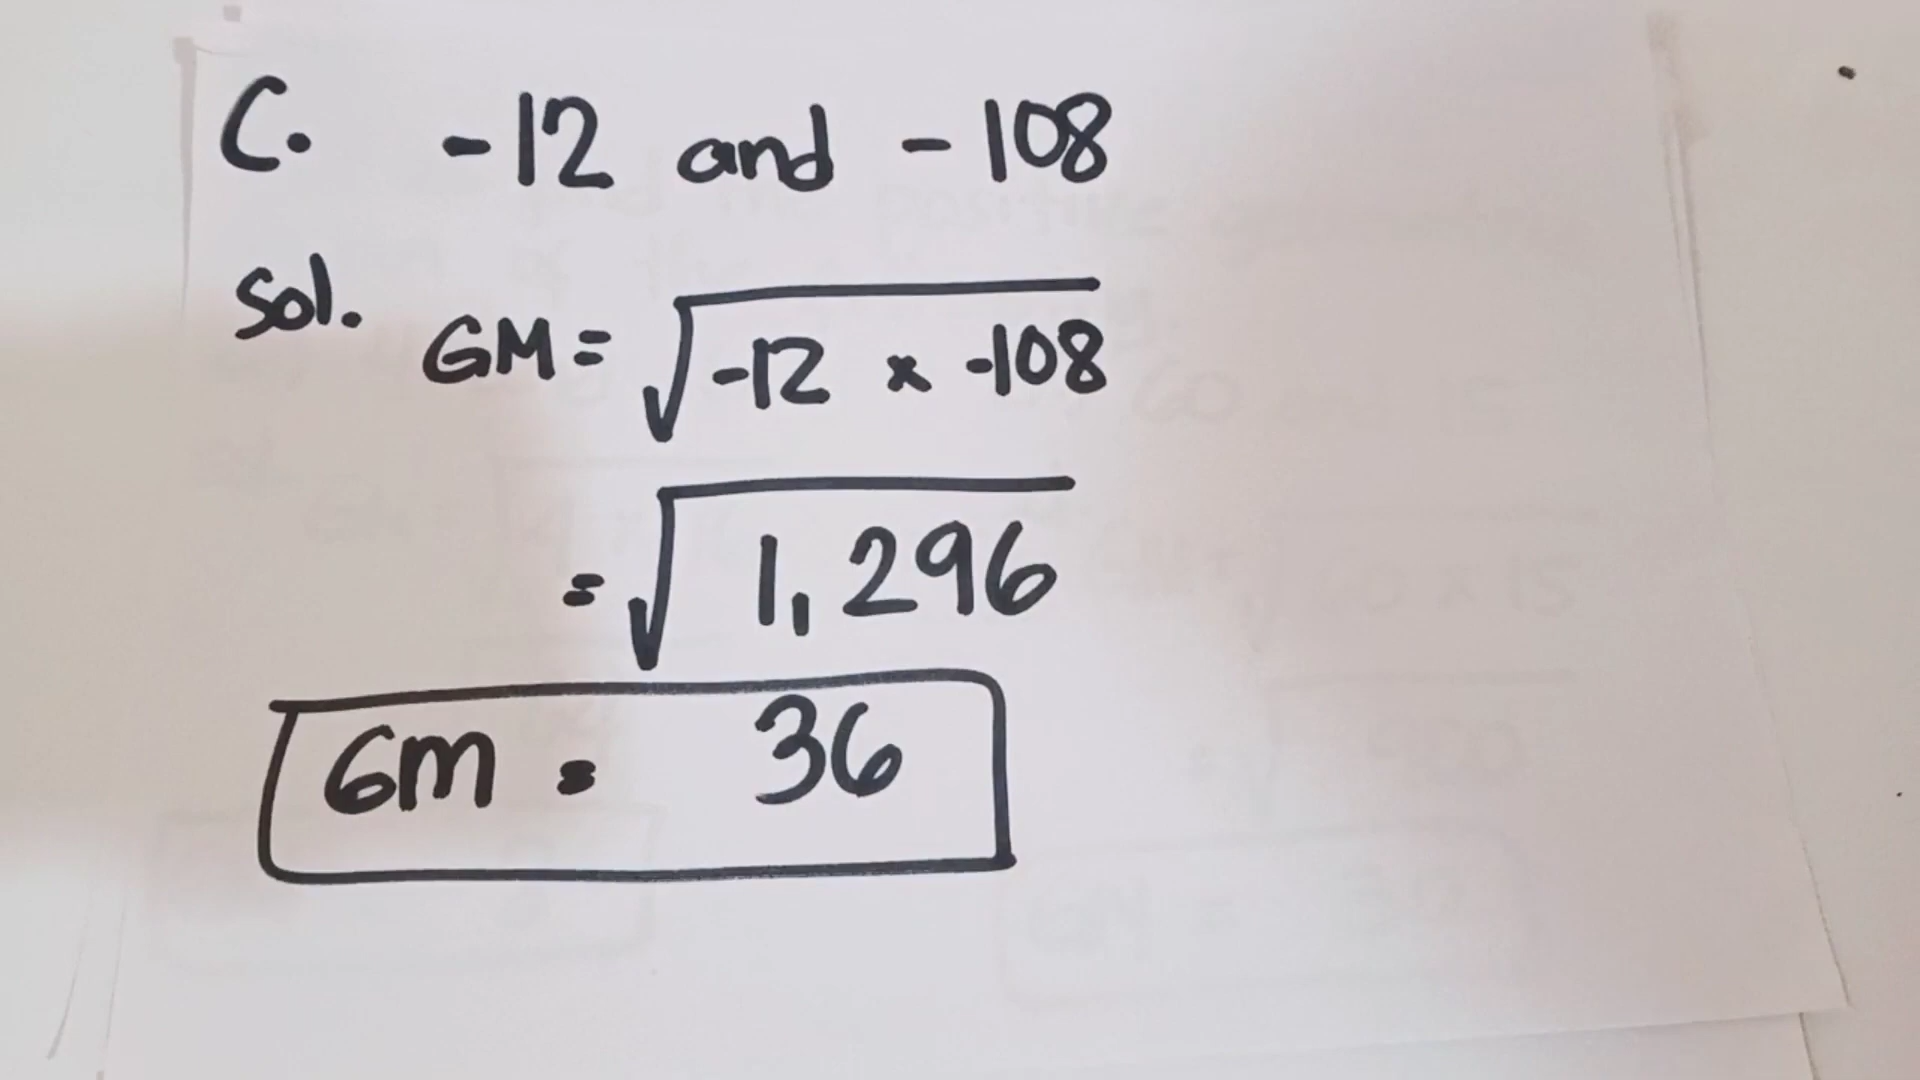 C. -12 and -108
Sol. GM = √-12 x -108
= √1,296
Gm = 36